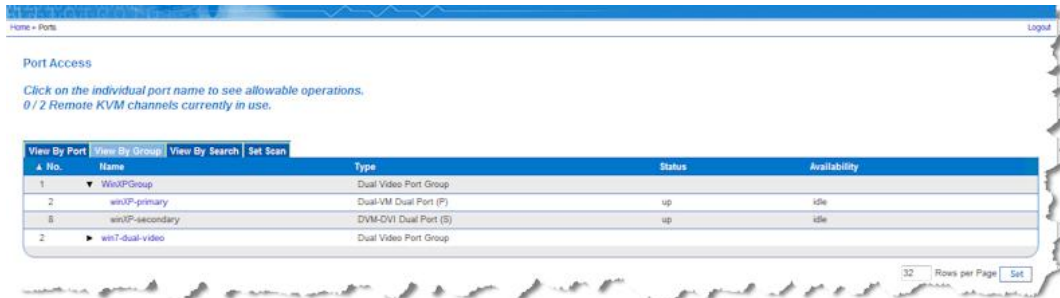 Home » Ports Logout
Port Access
Click on the individual port name to see allowable operations.
0 / 2 Remote KVM channels currently in use.
View By Port View By Group View By Search Set Scan
▲ No. Name Type Status Availability
1 ▼ WinXPGroup Dual Video Port Group
2 winXP-primary Dual-VM Dual Port (P) up idle
8 winXP-secondary DVM-DVI Dual Port (S) up idle
2 ► win7-dual-video Dual Video Port Group
32 Rows per Page Set